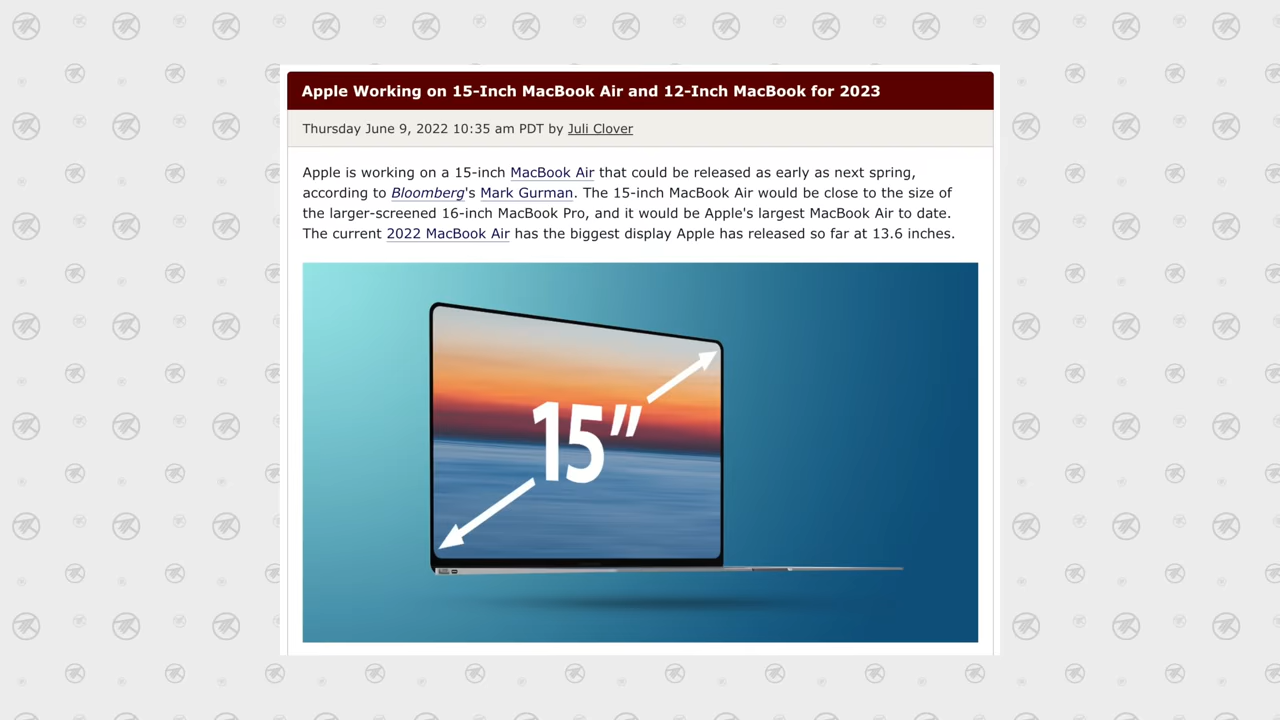 Apple Working on 15-Inch MacBook Air and 12-Inch MacBook for 2023
Thursday June 9, 2022 10:35 am PDT by Juli Clover
Apple is working on a 15-inch MacBook Air that could be released as early as next spring,
according to Bloomberg's Mark Gurman. The 15-inch MacBook Air would be close to the size of
the larger-screened 16-inch MacBook Pro, and it would be Apple's largest MacBook Air to date.
The current 2022 MacBook Air has the biggest display Apple has released so far at 13.6 inches.
15”